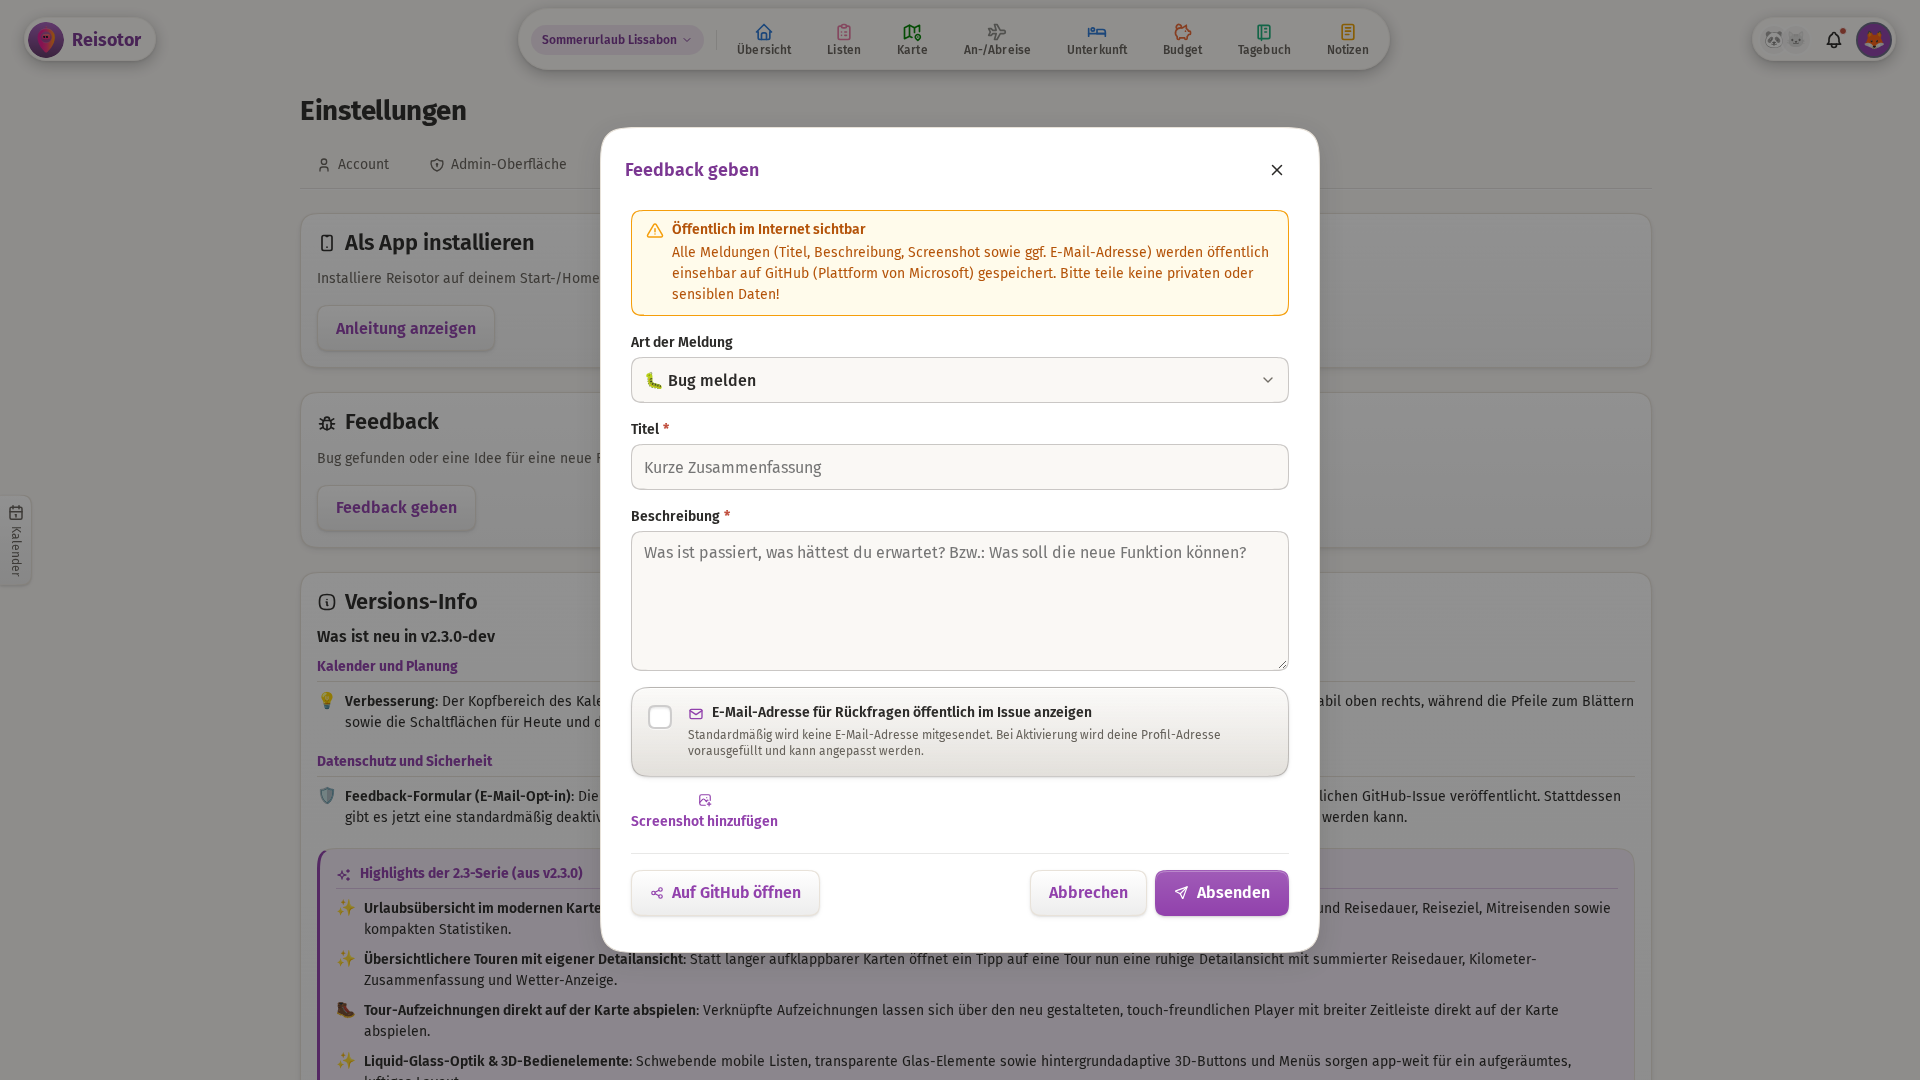 Reisotor
Sommerurlaub Lissabon
Übersicht
Listen
Karte
An-/Abreise
Unterkunft
Budget
Tagebuch
Notizen
Einstellungen
Account
Admin-Oberfläche
Als App installieren
Installiere Reisotor auf deinem Start-/Home
Anleitung anzeigen
Feedback
Bug gefunden oder eine Idee für eine neue F
Feedback geben
Kalender
Versions-Info
Was ist neu in v2.3.0-dev
Kalender und Planung
💡 Verbesserung: Der Kopfbereich des Kale
abil oben rechts, während die Pfeile zum Blättern
sowie die Schaltflächen für Heute und d
Datenschutz und Sicherheit
🛡️ Feedback-Formular (E-Mail-Opt-in): Die
lichen GitHub-Issue veröffentlicht. Stattdessen
gibt es jetzt eine standardmäßig deaktiv
werden kann.
Highlights der 2.3-Serie (aus v2.3.0)
✨ Urlaubsübersicht im modernen Karte
und Reisedauer, Reiseziel, Mitreisenden sowie
kompakten Statistiken.
✨ Übersichtlichere Touren mit eigener Detailansicht: Statt langer aufklappbarer Karten öffnet ein Tipp auf eine Tour nun eine ruhige Detailansicht mit summierter Reisedauer, Kilometer-
Zusammenfassung und Wetter-Anzeige.
🥾 Tour-Aufzeichnungen direkt auf der Karte abspielen: Verknüpfte Aufzeichnungen lassen sich über den neu gestalteten, touch-freundlichen Player mit breiter Zeitleiste direkt auf der Karte
abspielen.
✨ Liquid-Glass-Optik & 3D-Bedienelemente: Schwebende mobile Listen, transparente Glas-Elemente sowie hintergrundadaptive 3D-Buttons und Menüs sorgen app-weit für ein aufgeräumtes,
Feedback geben
Öffentlich im Internet sichtbar
Alle Meldungen (Titel, Beschreibung, Screenshot sowie ggf. E-Mail-Adresse) werden öffentlich
einsehbar auf GitHub (Plattform von Microsoft) gespeichert. Bitte teile keine privaten oder
sensiblen Daten!
Art der Meldung
🐛 Bug melden
Titel *
Kurze Zusammenfassung
Beschreibung *
Was ist passiert, was hättest du erwartet? Bzw.: Was soll die neue Funktion können?
E-Mail-Adresse für Rückfragen öffentlich im Issue anzeigen
Standardmäßig wird keine E-Mail-Adresse mitgesendet. Bei Aktivierung wird deine Profil-Adresse
vorausgefüllt und kann angepasst werden.
Screenshot hinzufügen
Auf GitHub öffnen
Abbrechen
Absenden